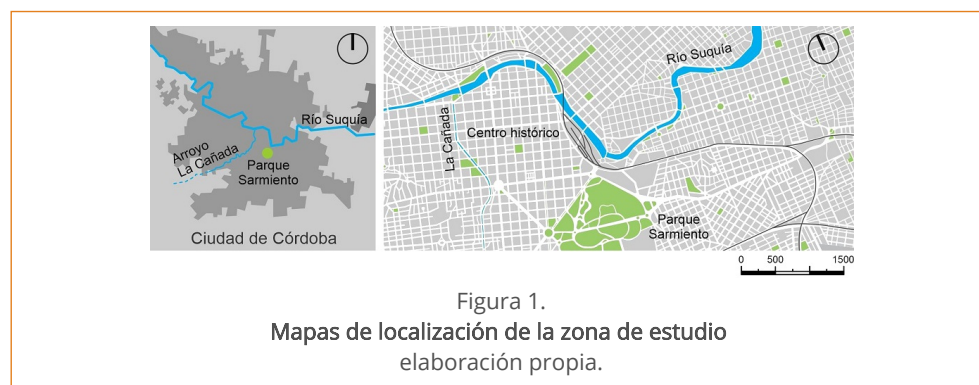 Río Suquía
Arroyo
La Cañada
Parque
Sarmiento
Ciudad de Córdoba
Río Suquía
La Cañada
Centro histórico
Parque
Sarmiento
0 500 1500
Figura 1.
Mapas de localización de la zona de estudio
elaboración propia.